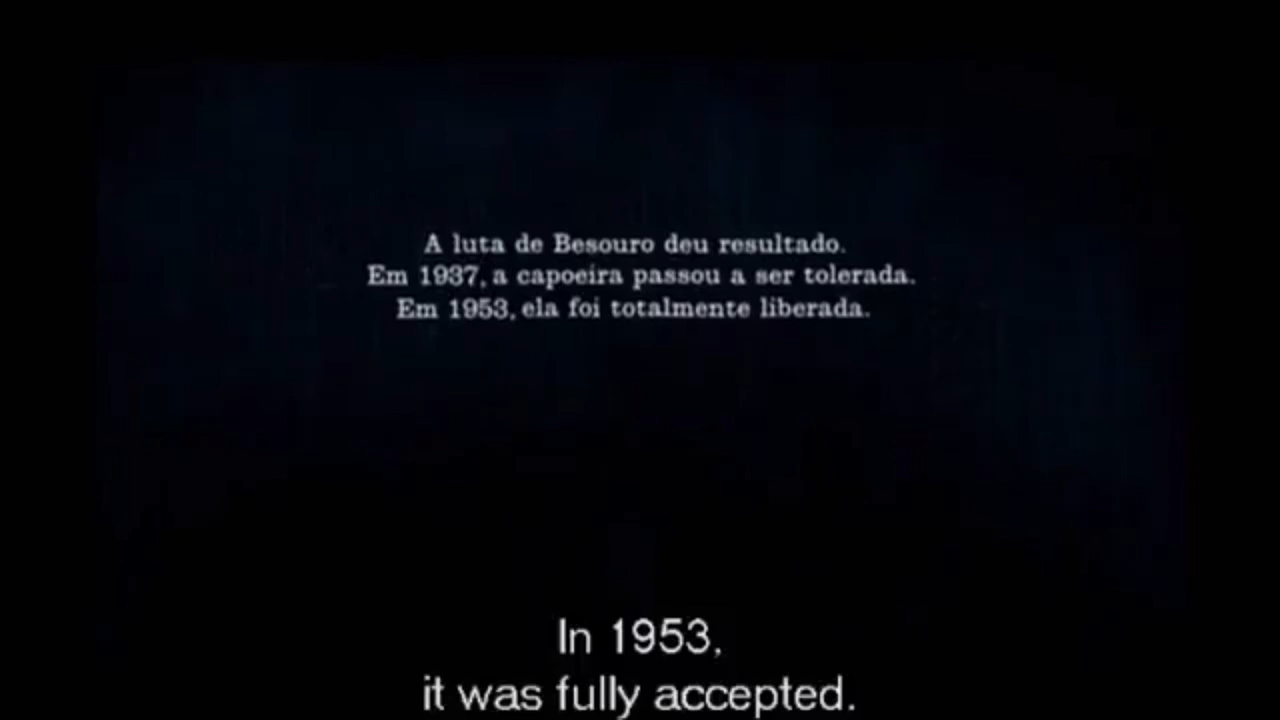 A luta de Besouro deu resultado.
Em 1937, a capoeira passou a ser tolerada.
Em 1953, ela foi totalmente liberada.
In 1953,
it was fully accepted.